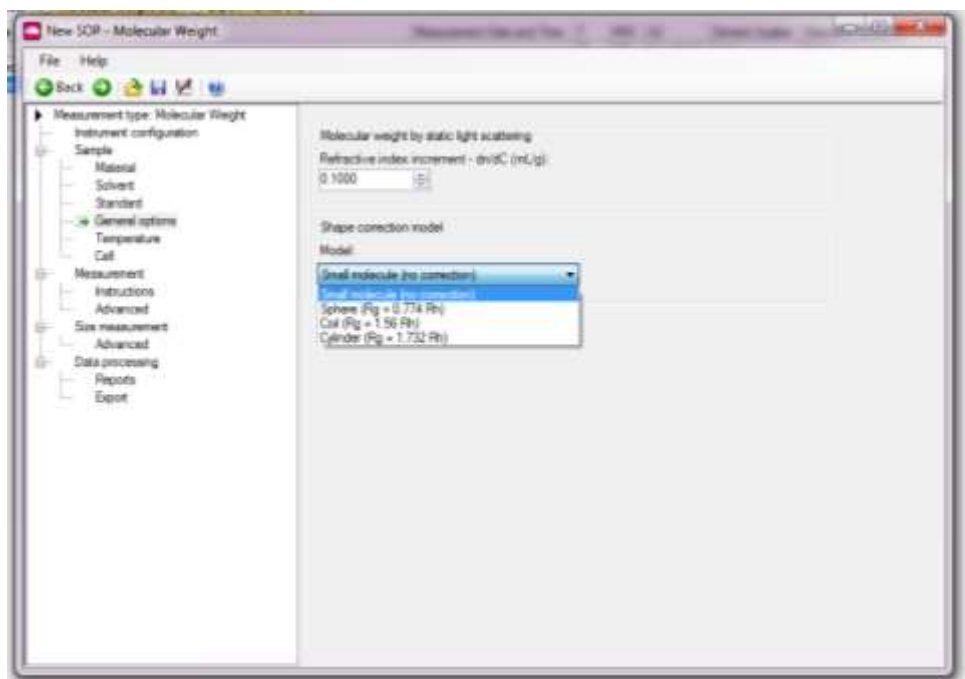 New SOP - Molecular Weight
File Help
Back
Measurement type: Molecular Weight
Instrument configuration
Sample
Material
Solvent
Standard
General options
Temperature
Cell
Measurement
Instructions
Advanced
Size measurement
Advanced
Data processing
Reports
Export
Molecular weight by static light scattering
Refractive index increment - dn/dC (mL/g):
0.1000
Shape correction model
Model:
Small molecule (no correction)
Small molecule (no correction)
Sphere (Rg = 0.774 Rh)
Coil (Rg = 1.56 Rh)
Cylinder (Rg = 1.732 Rh)